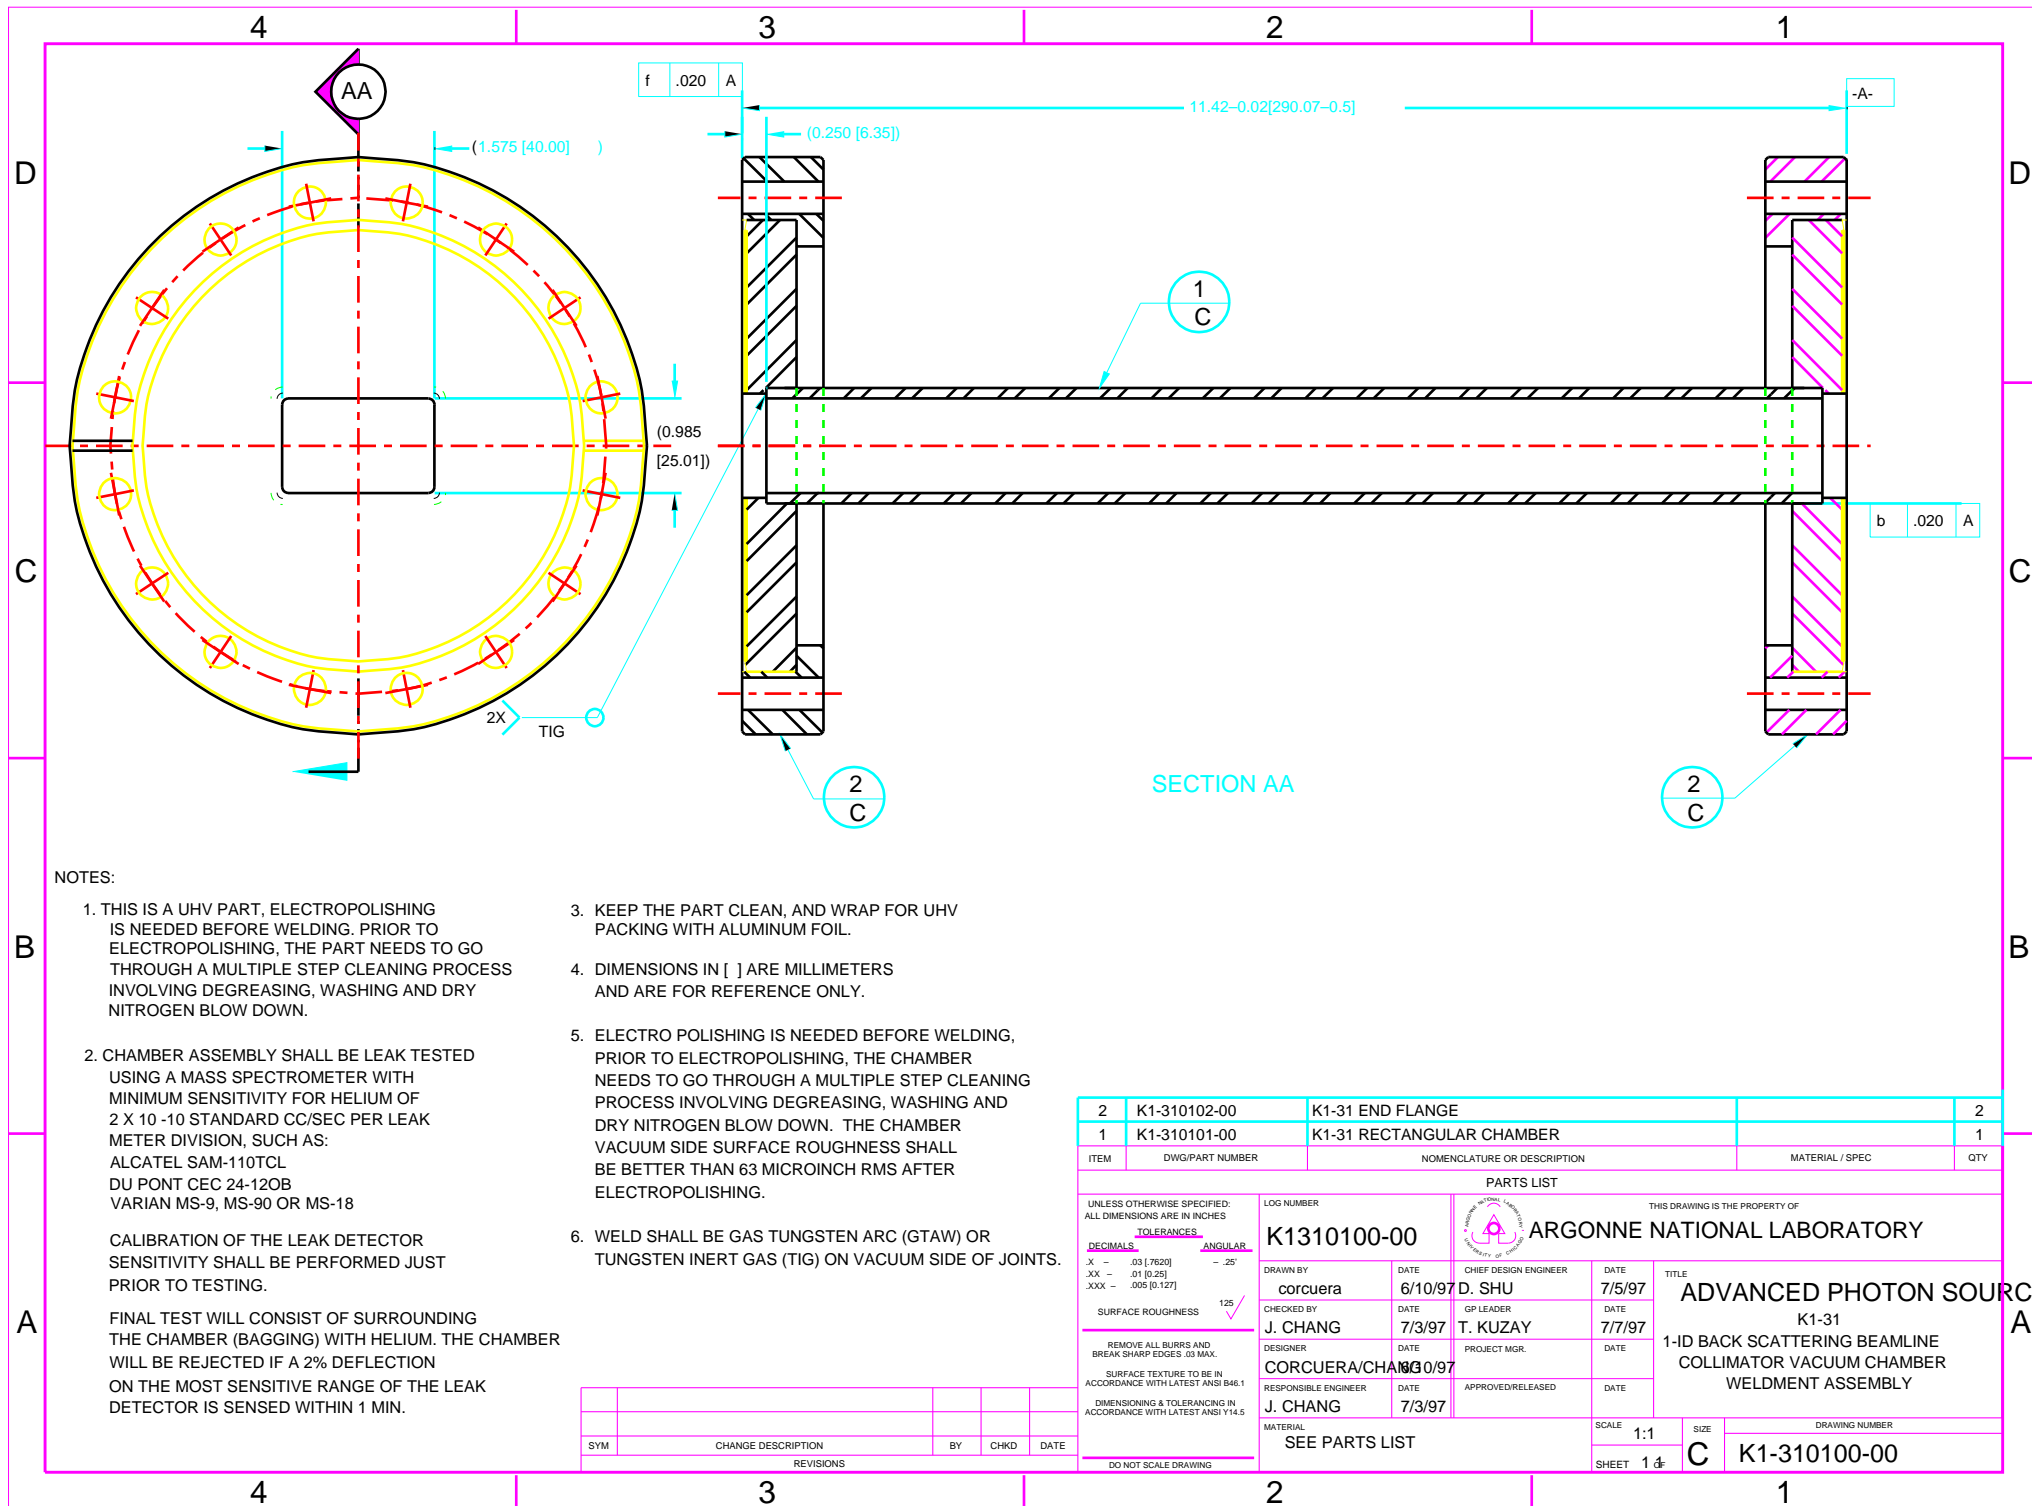 4 3 2 1
D
C
B
A
D
C
B
A
AA
(1.575 [40.00] )
(0.985
[25.01])
f .020 A
11.42–0.02[290.07–0.5]
-A-
(0.250 [6.35])
1
C
b .020 A
2X
TIG
2
C
SECTION AA
2
C
NOTES:
1. THIS IS A UHV PART, ELECTROPOLISHING
IS NEEDED BEFORE WELDING. PRIOR TO
ELECTROPOLISHING, THE PART NEEDS TO GO
THROUGH A MULTIPLE STEP CLEANING PROCESS
INVOLVING DEGREASING, WASHING AND DRY
NITROGEN BLOW DOWN.
2. CHAMBER ASSEMBLY SHALL BE LEAK TESTED
USING A MASS SPECTROMETER WITH
MINIMUM SENSITIVITY FOR HELIUM OF
2 X 10 -10 STANDARD CC/SEC PER LEAK
METER DIVISION, SUCH AS:
ALCATEL SAM-110TCL
DU PONT CEC 24-12OB
VARIAN MS-9, MS-90 OR MS-18
CALIBRATION OF THE LEAK DETECTOR
SENSITIVITY SHALL BE PERFORMED JUST
PRIOR TO TESTING.
FINAL TEST WILL CONSIST OF SURROUNDING
THE CHAMBER (BAGGING) WITH HELIUM. THE CHAMBER
WILL BE REJECTED IF A 2% DEFLECTION
ON THE MOST SENSITIVE RANGE OF THE LEAK
DETECTOR IS SENSED WITHIN 1 MIN.
3. KEEP THE PART CLEAN, AND WRAP FOR UHV
PACKING WITH ALUMINUM FOIL.
4. DIMENSIONS IN [ ] ARE MILLIMETERS
AND ARE FOR REFERENCE ONLY.
5. ELECTRO POLISHING IS NEEDED BEFORE WELDING,
PRIOR TO ELECTROPOLISHING, THE CHAMBER
NEEDS TO GO THROUGH A MULTIPLE STEP CLEANING
PROCESS INVOLVING DEGREASING, WASHING AND
DRY NITROGEN BLOW DOWN. THE CHAMBER
VACUUM SIDE SURFACE ROUGHNESS SHALL
BE BETTER THAN 63 MICROINCH RMS AFTER
ELECTROPOLISHING.
6. WELD SHALL BE GAS TUNGSTEN ARC (GTAW) OR
TUNGSTEN INERT GAS (TIG) ON VACUUM SIDE OF JOINTS.
2 K1-310102-00 K1-31 END FLANGE 2
1 K1-310101-00 K1-31 RECTANGULAR CHAMBER 1
ITEM DWG/PART NUMBER NOMENCLATURE OR DESCRIPTION MATERIAL / SPEC QTY
PARTS LIST
UNLESS OTHERWISE SPECIFIED:
ALL DIMENSIONS ARE IN INCHES
TOLERANCES
DECIMALS ANGULAR
.X – .03 [.7620] – .25'
.XX – .01 [0.25]
.XXX – .005 [0.127]
SURFACE ROUGHNESS 125
REMOVE ALL BURRS AND
BREAK SHARP EDGES .03 MAX.
SURFACE TEXTURE TO BE IN
ACCORDANCE WITH LATEST ANSI B46.1
DIMENSIONING & TOLERANCING IN
ACCORDANCE WITH LATEST ANSI Y14.5
DO NOT SCALE DRAWING
LOG NUMBER
K1310100-00
ARGONNE NATIONAL LABORATORY
UNIVERSITY OF CHICAGO
THIS DRAWING IS THE PROPERTY OF
ARGONNE NATIONAL LABORATORY
DRAWN BY DATE CHIEF DESIGN ENGINEER DATE
corcuera 6/10/97 D. SHU 7/5/97
CHECKED BY DATE GP LEADER DATE
J. CHANG 7/3/97 T. KUZAY 7/7/97
DESIGNER DATE PROJECT MGR. DATE
CORCUERA/CHANG 6/10/97
RESPONSIBLE ENGINEER DATE APPROVED/RELEASED DATE
J. CHANG 7/3/97
TITLE
ADVANCED PHOTON SOURC
K1-31
1-ID BACK SCATTERING BEAMLINE
COLLIMATOR VACUUM CHAMBER
WELDMENT ASSEMBLY
MATERIAL
SEE PARTS LIST
SCALE 1:1
SHEET 1 OF 1
SIZE
C
DRAWING NUMBER
K1-310100-00
SYM CHANGE DESCRIPTION BY CHKD DATE
REVISIONS
4 3 2 1